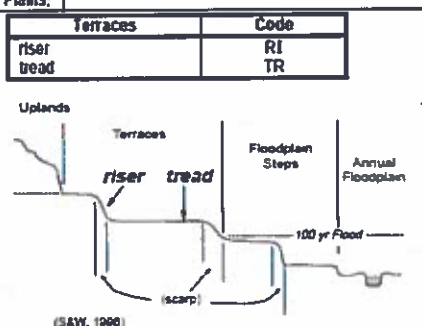 Plains:
Terraces Code
riser RI
tread TR
Uplands
Terraces
Floodplain
Steps
Annual
Floodplain
riser tread
100 yr Flood
(scarp)
(S&W, 1996)